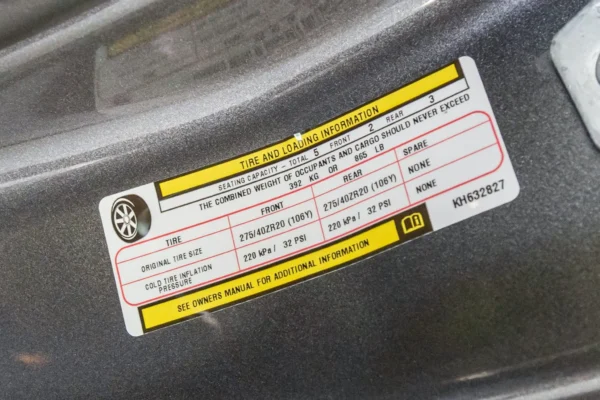 TIRE AND LOADING INFORMATION
SEATING CAPACITY - TOTAL 5 FRONT 2 REAR 3
THE COMBINED WEIGHT OF OCCUPANTS AND CARGO SHOULD NEVER EXCEED
392 KG OR 865 LB
TIRE FRONT REAR SPARE
ORIGINAL TIRE SIZE 275/40ZR20 (106Y) 275/40ZR20 (106Y) NONE
COLD TIRE INFLATION PRESSURE 220 kPa / 32 PSI 220 kPa / 32 PSI NONE
SEE OWNERS MANUAL FOR ADDITIONAL INFORMATION
KH632827